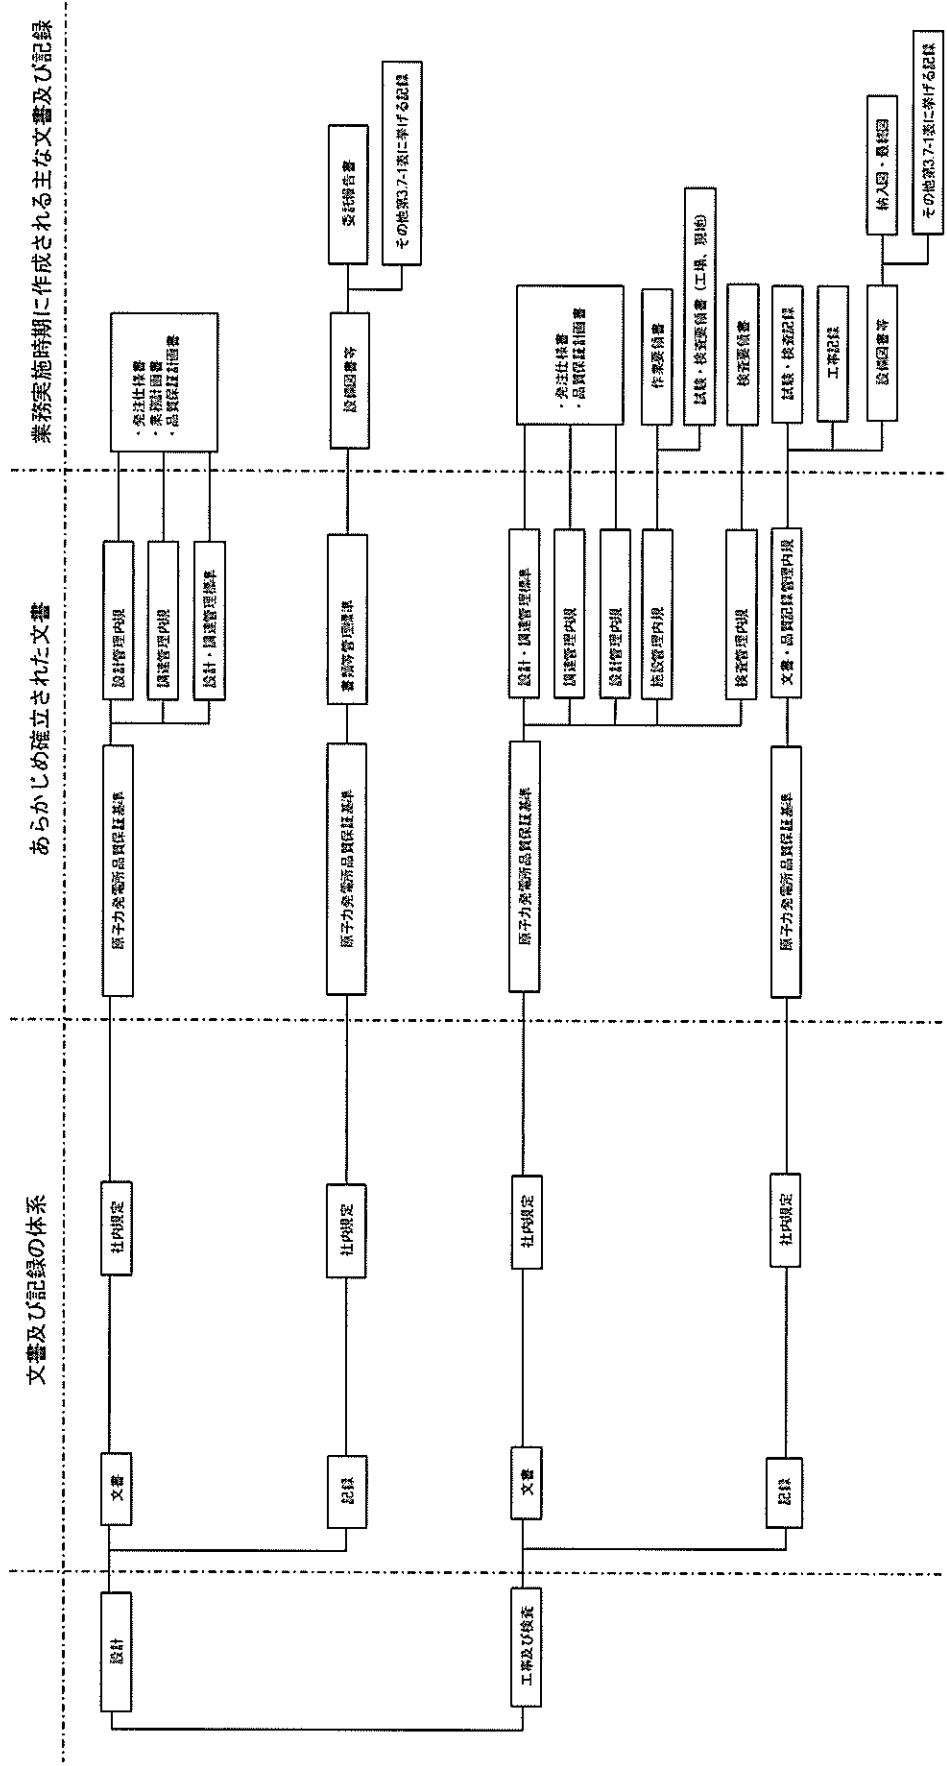 文書及び記録の体系
あらかじめ確立された文書
業務実施時期に作成される主な文書及び記録
設計
文書
社内規定
原子力発電所品質保証基準
設計管理内規
調達管理内規
設計・調達管理標準
・発注仕様書
・業務計画書
・品質保証計画書
記録
社内規定
原子力発電所品質保証基準
書類等管理標準
設備図書等
委託報告書
その他第3.7-1表に挙げる記録
工事及び検査
文書
社内規定
原子力発電所品質保証基準
設計・調達管理標準
調達管理内規
設計管理内規
・発注仕様書
・品質保証計画書
施設管理内規
作業要領書
試験・検査要領書（工場、現地）
検査管理内規
検査要領書
記録
社内規定
原子力発電所品質保証基準
文書・品質記録管理内規
試験・検査記録
工事記録
設備図書等
納入図・最終図
その他第3.7-1表に挙げる記録